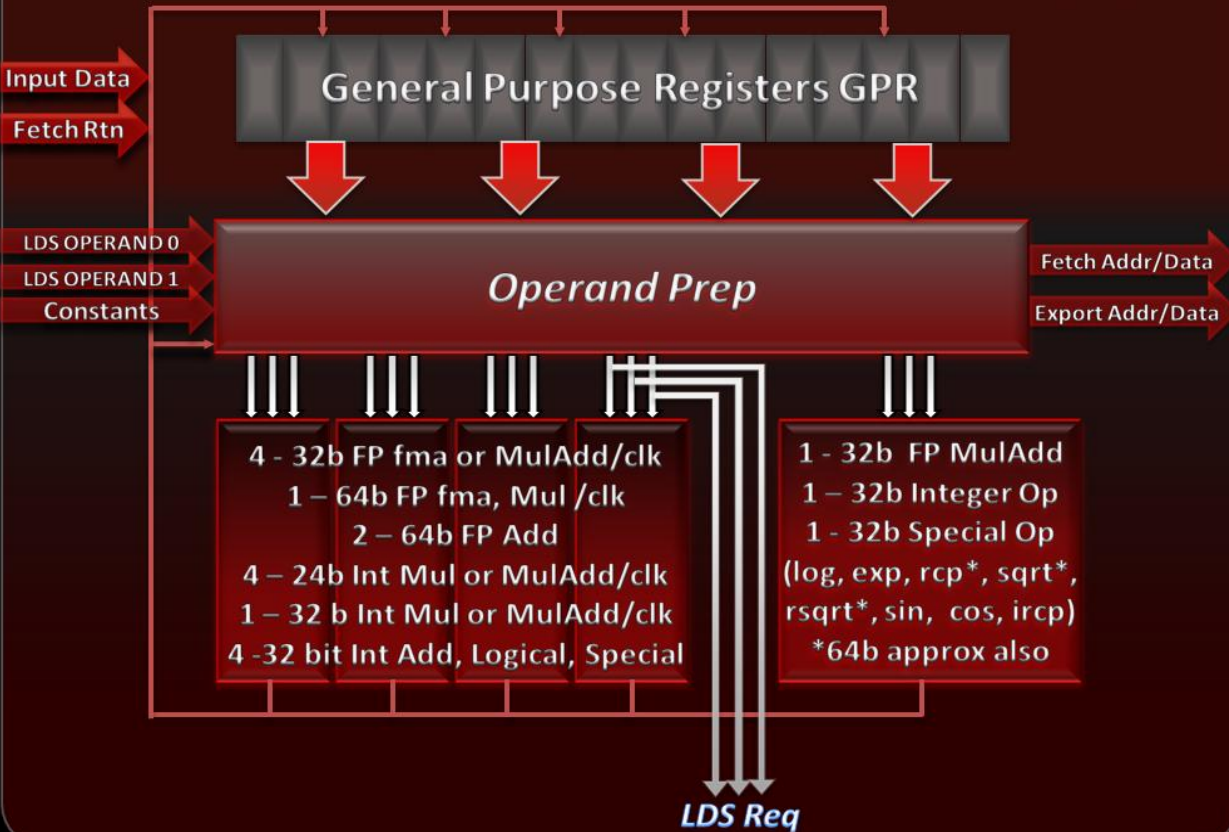 Input Data
Fetch Rtn
General Purpose Registers GPR
LDS OPERAND 0
LDS OPERAND 1
Constants
Operand Prep
Fetch Addr/Data
Export Addr/Data
4 - 32b FP fma or MulAdd/clk
1 – 64b FP fma, Mul /clk
2 – 64b FP Add
4 – 24b Int Mul or MulAdd/clk
1 – 32 b Int Mul or MulAdd/clk
4 -32 bit Int Add, Logical, Special
1 - 32b FP MulAdd
1 – 32b Integer Op
1 - 32b Special Op
(log, exp, rcp*, sqrt*,
rsqrt*, sin, cos, ircp)
*64b approx also
LDS Req